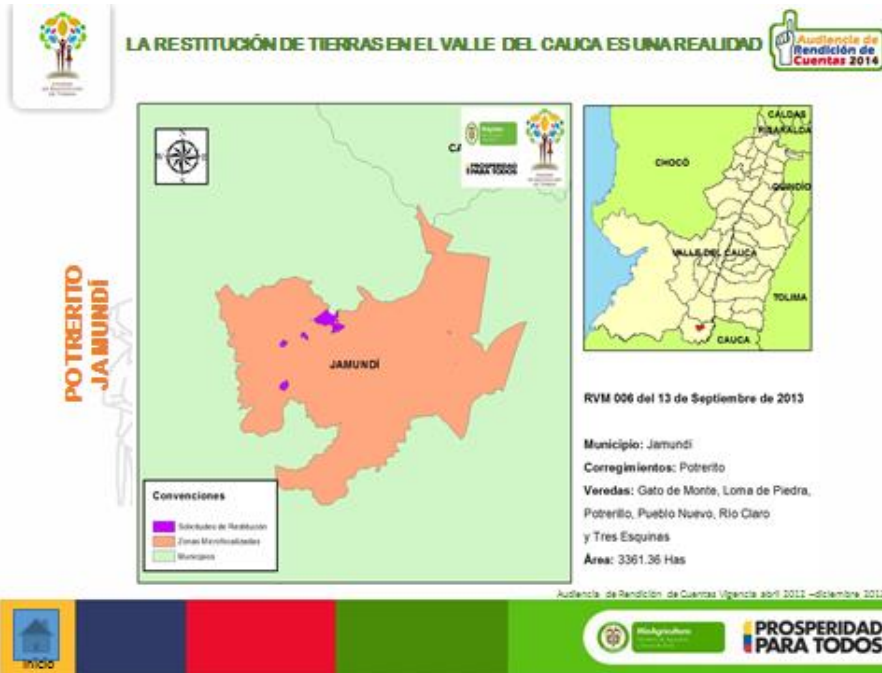 LA RESTITUCIÓN DE TIERRAS EN EL VALLE DEL CAUCA ES UNA REALIDAD
Audiencia de
Rendición de
Cuentas 2014
POTRERITO
JAMUNDÍ
PROSPERIDAD
PARA TODOS
JAMUNDÍ
Convenciones
Solicitudes de Restitución
Zonas Microfocalizadas
Municipios
CALDAS
RISARALDA
CHOCÓ
QUINDÍO
VALLE DEL CAUCA
TOLIMA
CAUCA
RVM 006 del 13 de Septiembre de 2013
Municipio: Jamundí
Corregimientos: Potrerito
Veredas: Gato de Monte, Loma de Piedra,
Potrerillo, Pueblo Nuevo, Río Claro
y Tres Esquinas
Área: 3361.36 Has
Audiencia de Rendición de Cuentas Vigencia abril 2012 –diciembre 2013
Inicio
MinAgricultura
PROSPERIDAD
PARA TODOS